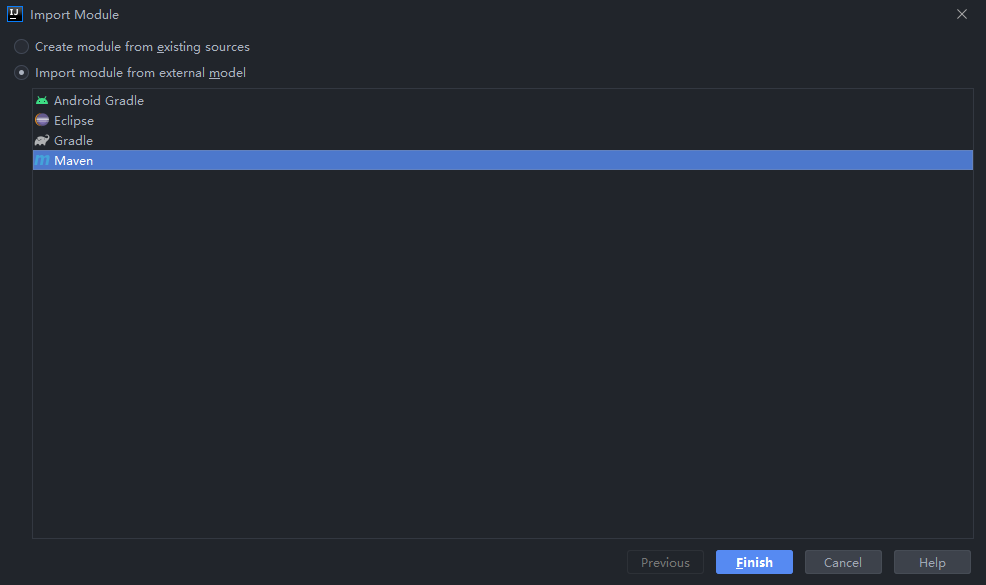 IJ Import Module
Create module from existing sources
Import module from external model
Android Gradle
Eclipse
Gradle
m Maven
Previous Finish Cancel Help